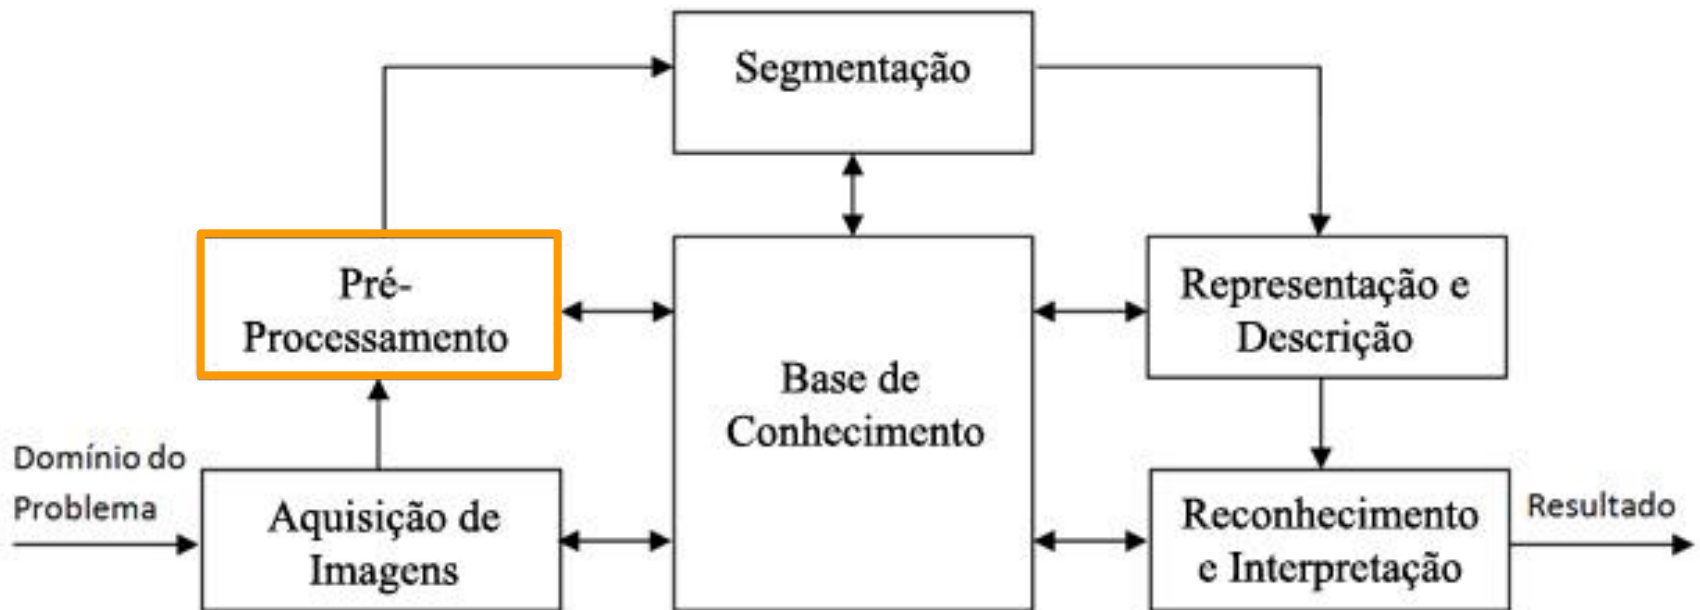 Segmentação
Pré-
Processamento
Representação e
Descrição
Base de
Conhecimento
Domínio do
Problema
Aquisição de
Imagens
Reconhecimento
e Interpretação
Resultado